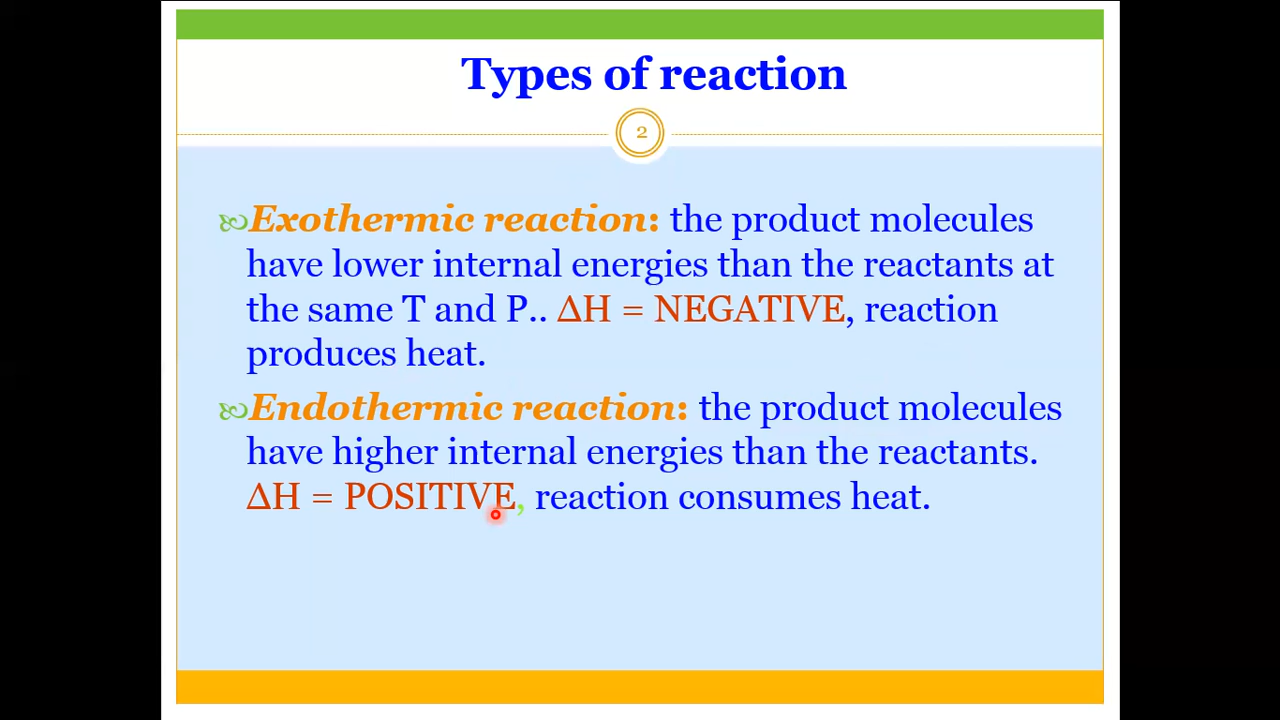 Types of reaction
2
Exothermic reaction: the product molecules
have lower internal energies than the reactants at
the same T and P.. ΔH = NEGATIVE, reaction
produces heat.
Endothermic reaction: the product molecules
have higher internal energies than the reactants.
ΔH = POSITIVE, reaction consumes heat.